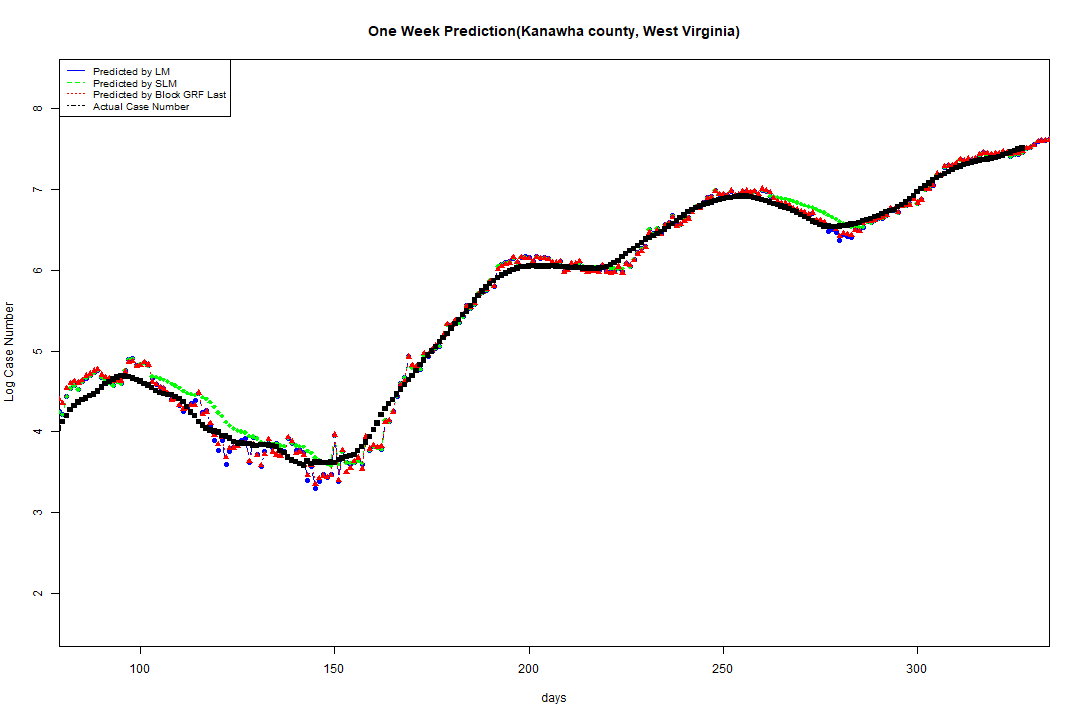 One Week Prediction(Kanawha county, West Virginia)
Predicted by LM
Predicted by SLM
Predicted by Block GRF Last
Actual Case Number
8
7
6
5
4
3
2
Log Case Number
100 150 200 250 300
days